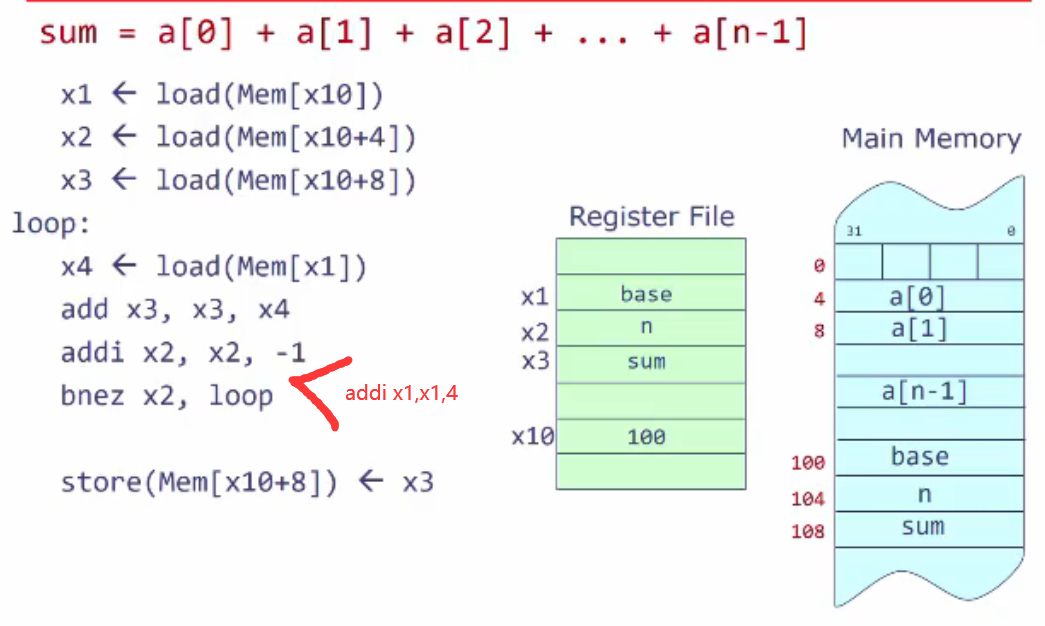 sum = a[0] + a[1] + a[2] + ... + a[n-1]
x1 ← load(Mem[x10])
x2 ← load(Mem[x10+4])
x3 ← load(Mem[x10+8])
loop:
x4 ← load(Mem[x1])
add x3, x3, x4
addi x2, x2, -1
addi x1,x1,4
bnez x2, loop
store(Mem[x10+8]) ← x3
Register File
x1 base
x2 n
x3 sum
x10 100
Main Memory
31 0
0
4 a[0]
8 a[1]
a[n-1]
100 base
104 n
108 sum